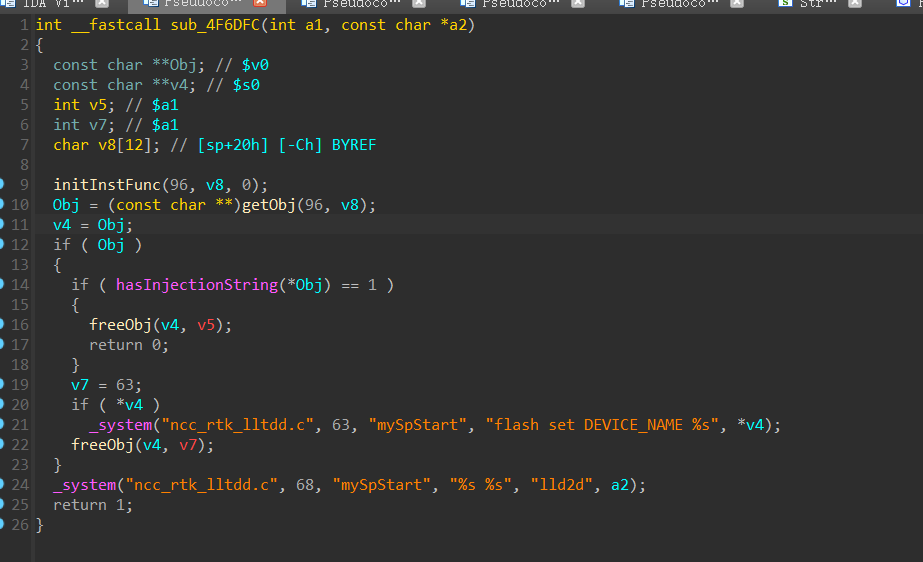 IDA Vi…
Pseudoco…
Pseudoco…
Pseudoco…
Pseudoco…
Str…
1 int __fastcall sub_4F6DFC(int a1, const char *a2)
2 {
3 const char **Obj; // $v0
4 const char **v4; // $s0
5 int v5; // $a1
6 int v7; // $a1
7 char v8[12]; // [sp+20h] [-Ch] BYREF
8
9 initInstFunc(96, v8, 0);
10 Obj = (const char **)getObj(96, v8);
11 v4 = Obj;
12 if ( Obj )
13 {
14 if ( hasInjectionString(*Obj) == 1 )
15 {
16 freeObj(v4, v5);
17 return 0;
18 }
19 v7 = 63;
20 if ( *v4 )
21 _system("ncc_rtk_lltdd.c", 63, "mySpStart", "flash set DEVICE_NAME %s", *v4);
22 freeObj(v4, v7);
23 }
24 _system("ncc_rtk_lltdd.c", 68, "mySpStart", "%s %s", "lld2d", a2);
25 return 1;
26 }